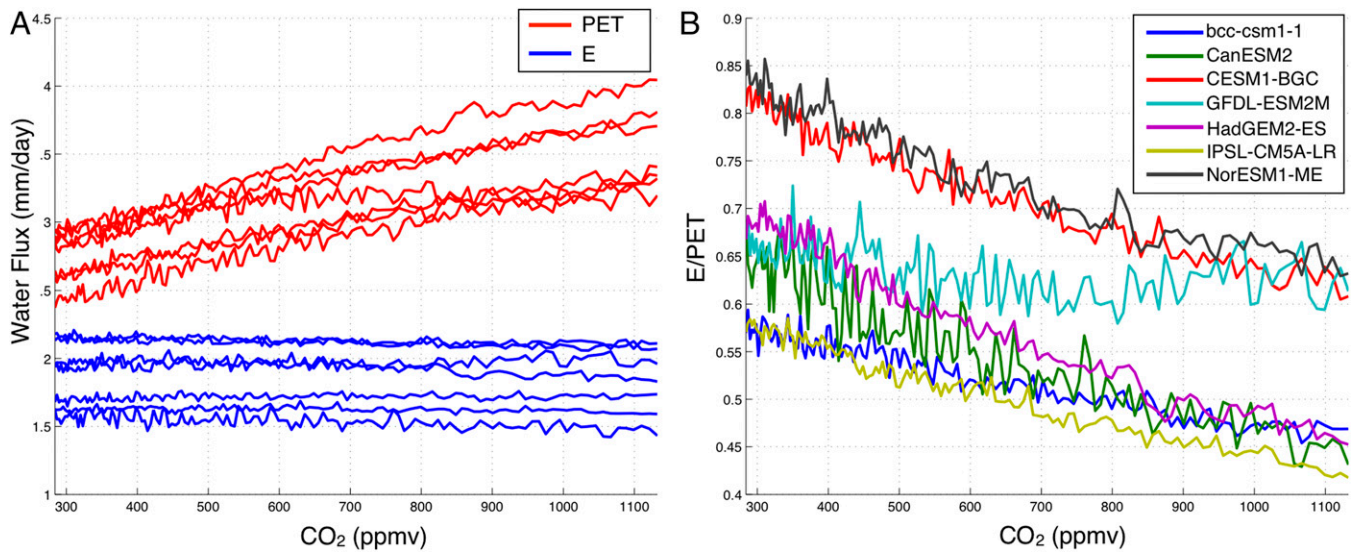 A
4.5
4
.5
3
.5
2
1.5
1
Water Flux (mm/day)
300 400 500 600 700 800 900 1000 1100
CO₂ (ppmv)
PET
E
B
0.9
0.85
0.8
0.75
0.7
0.65
0.6
0.55
0.5
0.45
0.4
E/PET
300 400 500 600 700 800 900 1000 1100
CO₂ (ppmv)
bcc-csm1-1
CanESM2
CESM1-BGC
GFDL-ESM2M
HadGEM2-ES
IPSL-CM5A-LR
NorESM1-ME